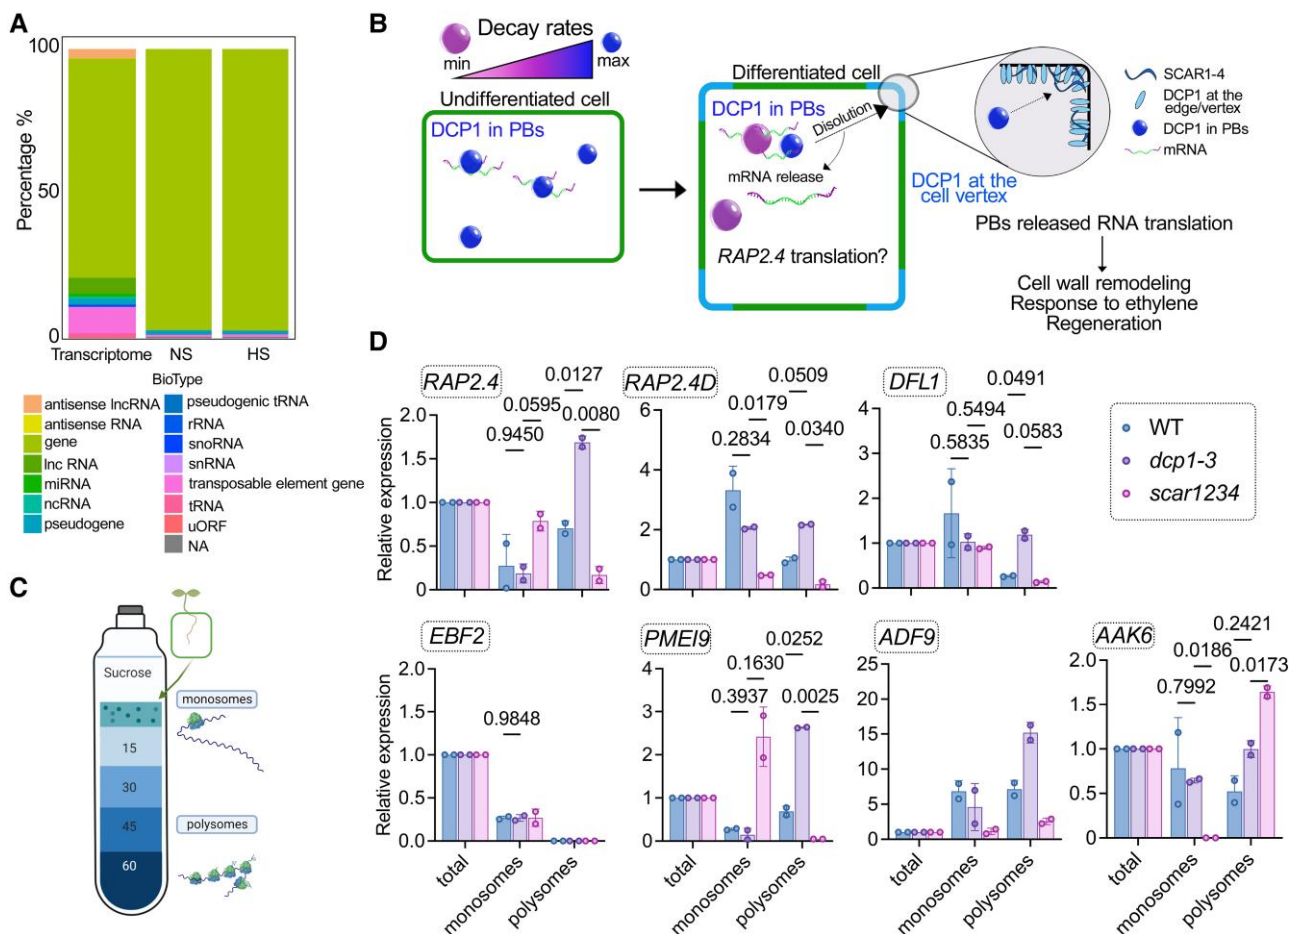 A
100
50
0
Percentage %
Transcriptome
NS
HS
BioType
antisense lncRNA
antisense RNA
gene
lnc RNA
miRNA
ncRNA
pseudogene
pseudogenic tRNA
rRNA
snoRNA
snRNA
transposable element gene
tRNA
uORF
NA
B
Decay rates
min
max
Undifferentiated cell
DCP1 in PBs
Differentiated cell
DCP1 in PBs
Disolution
mRNA release
RAP2.4 translation?
DCP1 at the
cell vertex
SCAR1-4
DCP1 at the
edge/vertex
DCP1 in PBs
mRNA
PBs released RNA translation
Cell wall remodeling
Response to ethylene
Regeneration
C
Sucrose
15
30
45
60
monosomes
polysomes
D
RAP2.4
0.0127
0.0595
0.0080
0.9450
2.0
1.5
1.0
0.5
0
Relative expression
RAP2.4D
0.0509
0.0179
0.0340
0.2834
6
4
2
0
DFL1
0.0491
0.5494
0.5835
0.0583
4
3
2
1
0
WT
dcp1-3
scar1234
EBF2
0.9848
2.0
1.5
1.0
0.5
0.0
Relative expression
total
monosomes
polysomes
PMEI9
0.0252
0.1630
0.3937
0.0025
4
3
2
1
0
total
monosomes
polysomes
ADF9
25
20
15
10
5
0
total
monosomes
polysomes
AAK6
0.2421
0.0186
0.0173
0.7992
2.0
1.5
1.0
0.5
0
total
monosomes
polysomes